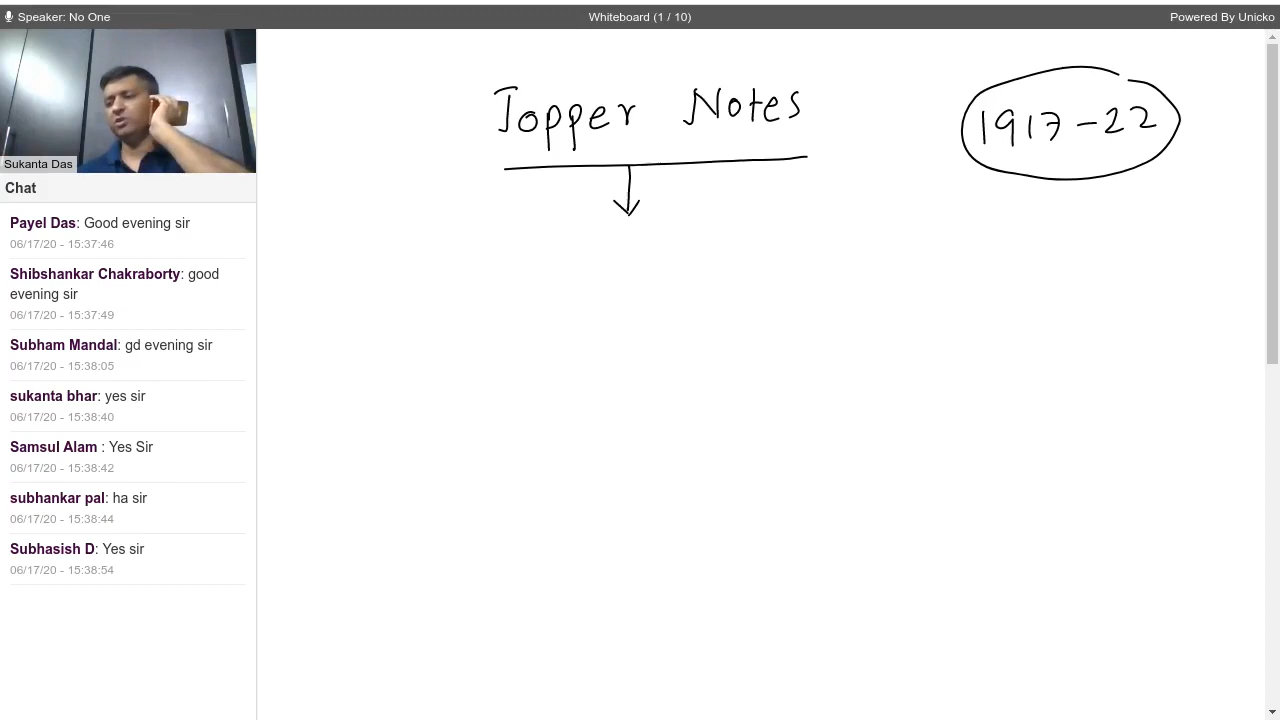 Speaker: No One
Whiteboard (1 / 10)
Powered By Unicko
Sukanta Das
Chat
Payel Das: Good evening sir
06/17/20 - 15:37:46
Shibshankar Chakraborty: good
evening sir
06/17/20 - 15:37:49
Subham Mandal: gd evening sir
06/17/20 - 15:38:05
sukanta bhar: yes sir
06/17/20 - 15:38:40
Samsul Alam : Yes Sir
06/17/20 - 15:38:42
subhankar pal: ha sir
06/17/20 - 15:38:44
Subhasish D: Yes sir
06/17/20 - 15:38:54
Topper Notes
1917-22